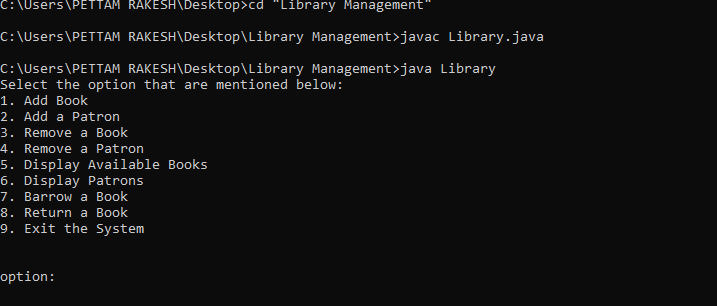 C:\Users\PETTAM RAKESH\Desktop>cd "Library Management"
C:\Users\PETTAM RAKESH\Desktop\Library Management>javac Library.java
C:\Users\PETTAM RAKESH\Desktop\Library Management>java Library
Select the option that are mentioned below:
1. Add Book
2. Add a Patron
3. Remove a Book
4. Remove a Patron
5. Display Available Books
6. Display Patrons
7. Barrow a Book
8. Return a Book
9. Exit the System
option: